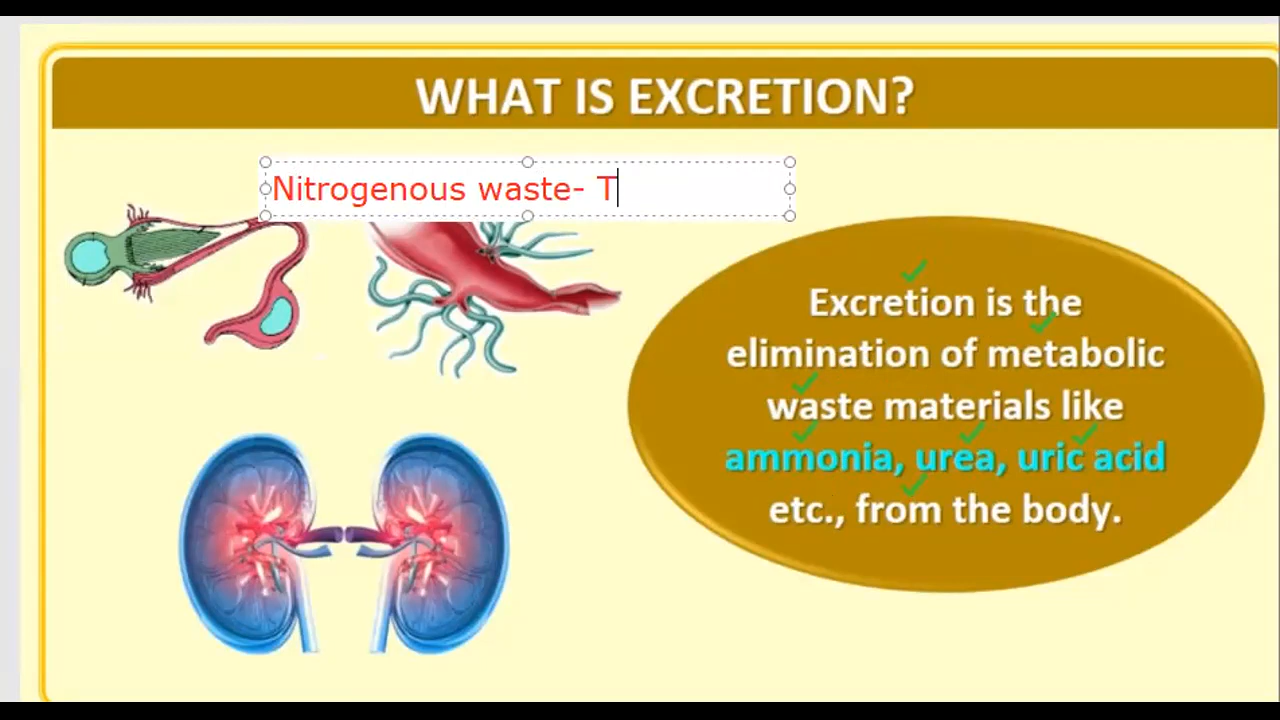 WHAT IS EXCRETION?
Nitrogenous waste- T
Excretion is the
elimination of metabolic
waste materials like
ammonia, urea, uric acid
etc., from the body.